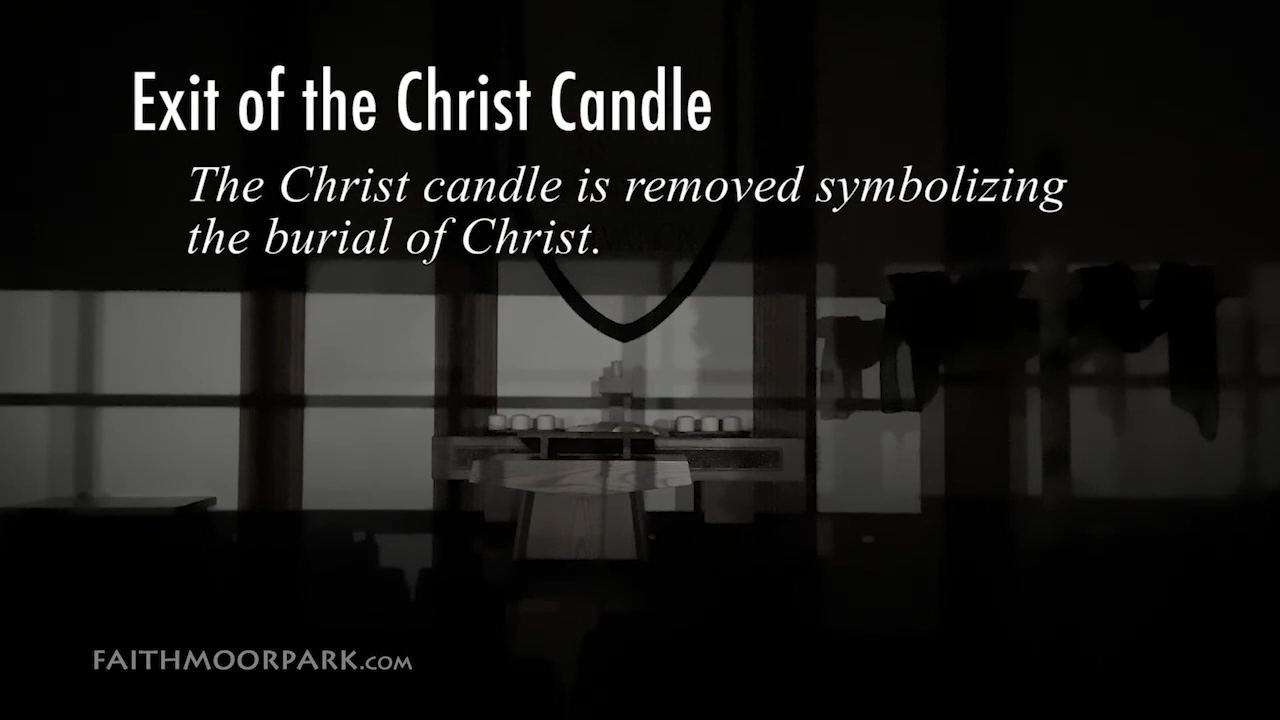 Exit of the Christ Candle
The Christ candle is removed symbolizing
the burial of Christ.
FAITHMOORPARK.COM